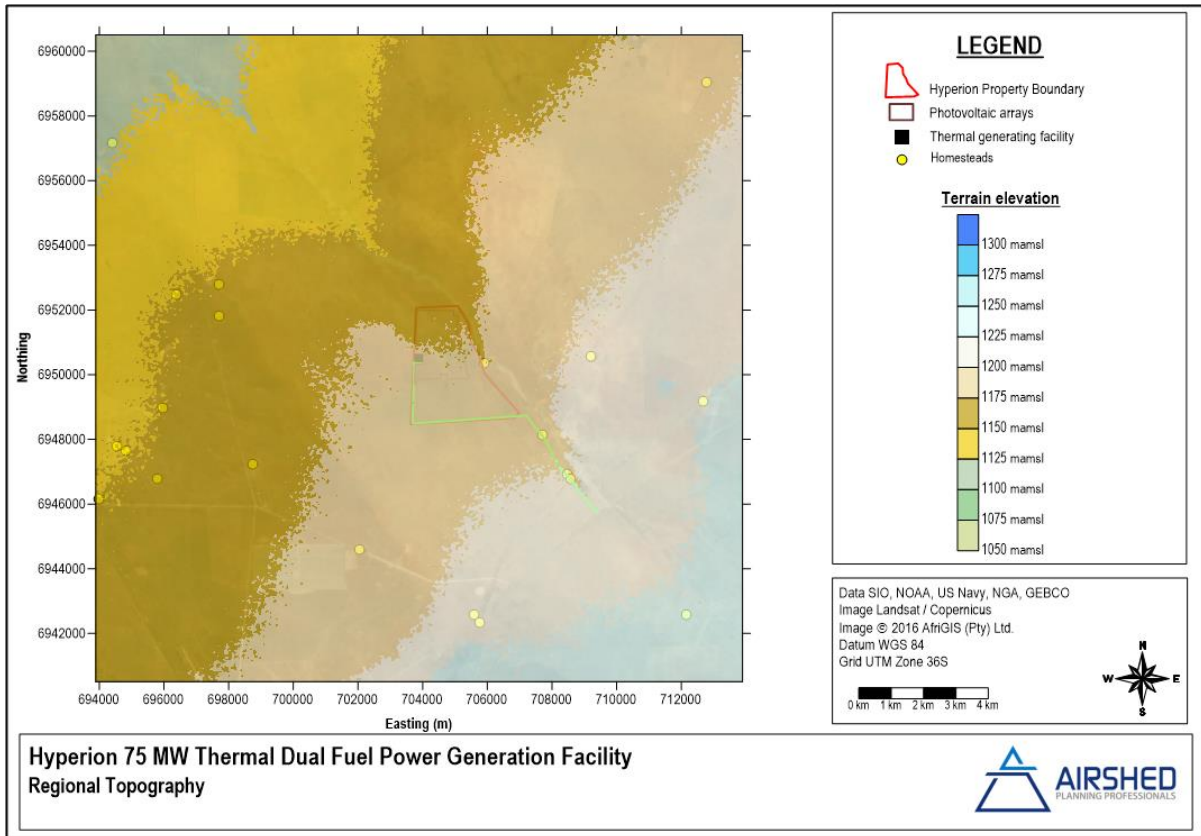 6960000
6958000
6956000
6954000
6952000
6950000
6948000
6946000
6944000
6942000
Northing
694000 696000 698000 700000 702000 704000 706000 708000 710000 712000
Easting (m)
LEGEND
Hyperion Property Boundary
Photovoltaic arrays
Thermal generating facility
Homesteads
Terrain elevation
1300 mamsl
1275 mamsl
1250 mamsl
1225 mamsl
1200 mamsl
1175 mamsl
1150 mamsl
1125 mamsl
1100 mamsl
1075 mamsl
1050 mamsl
Data SIO, NOAA, US Navy, NGA, GEBCO
Image Landsat / Copernicus
Image © 2016 AfriGIS (Pty) Ltd.
Datum WGS 84
Grid UTM Zone 36S
N
W E
S
0 km 1 km 2 km 3 km 4 km
Hyperion 75 MW Thermal Dual Fuel Power Generation Facility
Regional Topography
AIRSHED
PLANNING PROFESSIONALS